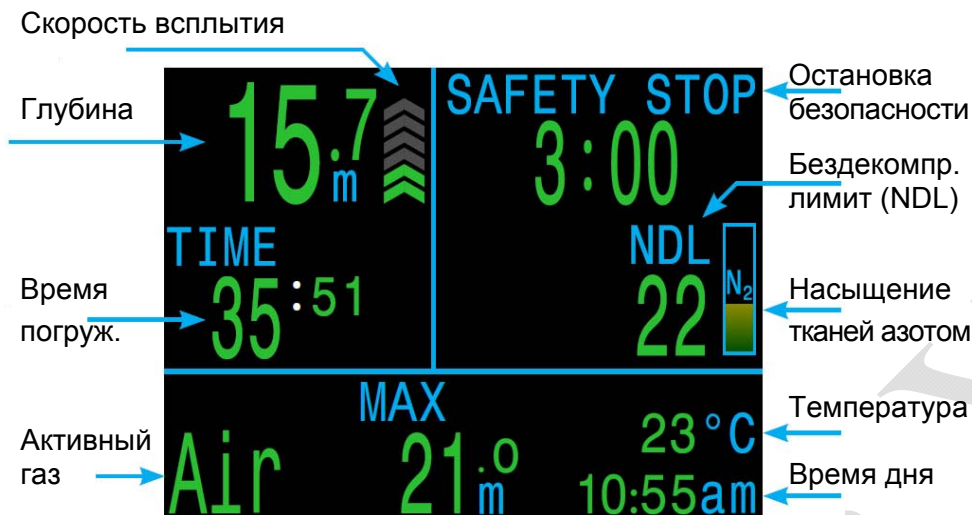 Скорость всплытия
Глубина
15.7
m
TIME
35:51
Время
погруж.
SAFETY STOP
3:00
NDL
22
N2
Остановка
безопасности
Бездекомпр.
лимит (NDL)
Насыщение
тканей азотом
MAX
Air
21.0
m
23°C
10:55am
Активный
газ
Температура
Время дня